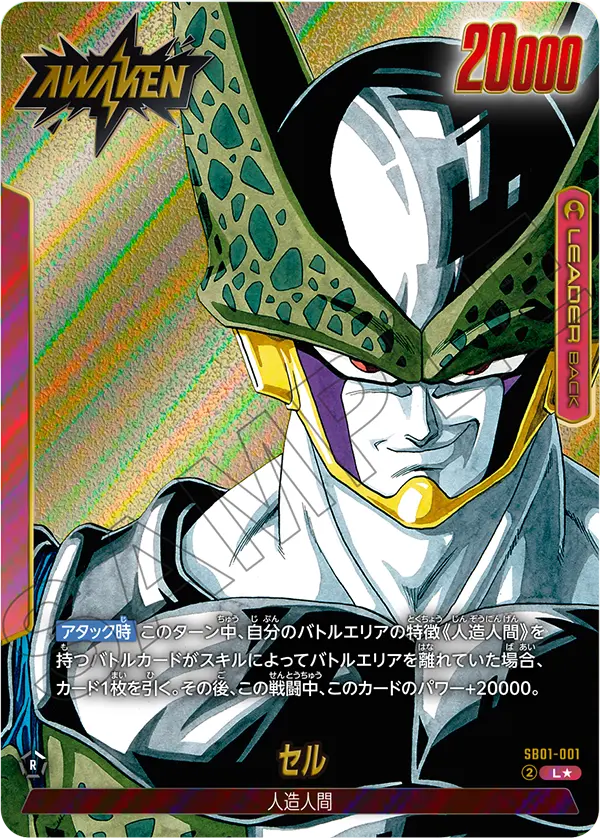 AWAKEN
20000
LEADER BACK
アタック時 このターン中、自分のバトルエリアの特徴《人造人間》を
持つバトルカードがスキルによってバトルエリアを離れていた場合、
カード1枚を引く。その後、この戦闘中、このカードのパワー+20000。
セル
SB01-001
R
② L★
人造人間
SAMPLE